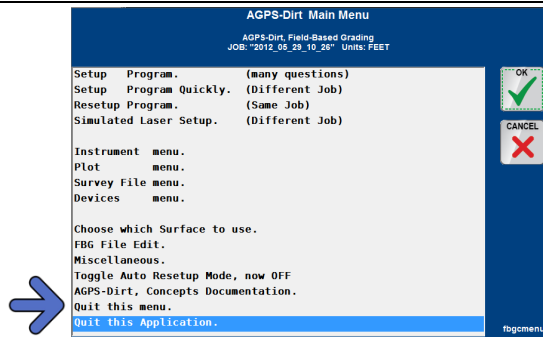 AGPS-Dirt Main Menu
AGPS-Dirt, Field-Based Grading
JOB: "2012_05_29_10_26" Units: FEET
Setup Program. (many questions)
Setup Program Quickly. (Different Job)
Resetup Program. (Same Job)
Simulated Laser Setup. (Different Job)
Instrument menu.
Plot menu.
Survey File menu.
Devices menu.
Choose which Surface to use.
FBG File Edit.
Miscellaneous.
Toggle Auto Resetup Mode, now OFF
AGPS-Dirt, Concepts Documentation.
Quit this menu.
Quit this Application.
OK
CANCEL
fbgcmenu